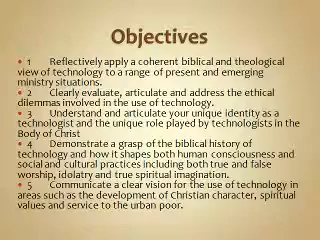 Objectives
1 Reflectively apply a coherent biblical and theological
view of technology to a range of present and emerging
ministry situations.
2 Clearly evaluate, articulate and address the ethical
dilemmas involved in the use of technology.
3 Understand and articulate your unique identity as a
technologist and the unique role played by technologists in the
Body of Christ
4 Demonstrate a grasp of the biblical history of
technology and how it shapes both human consciousness and
social and cultural practices including both true and false
worship, idolatry and true spiritual imagination.
5 Communicate a clear vision for the use of technology in
areas such as the development of Christian character, spiritual
values and service to the urban poor.